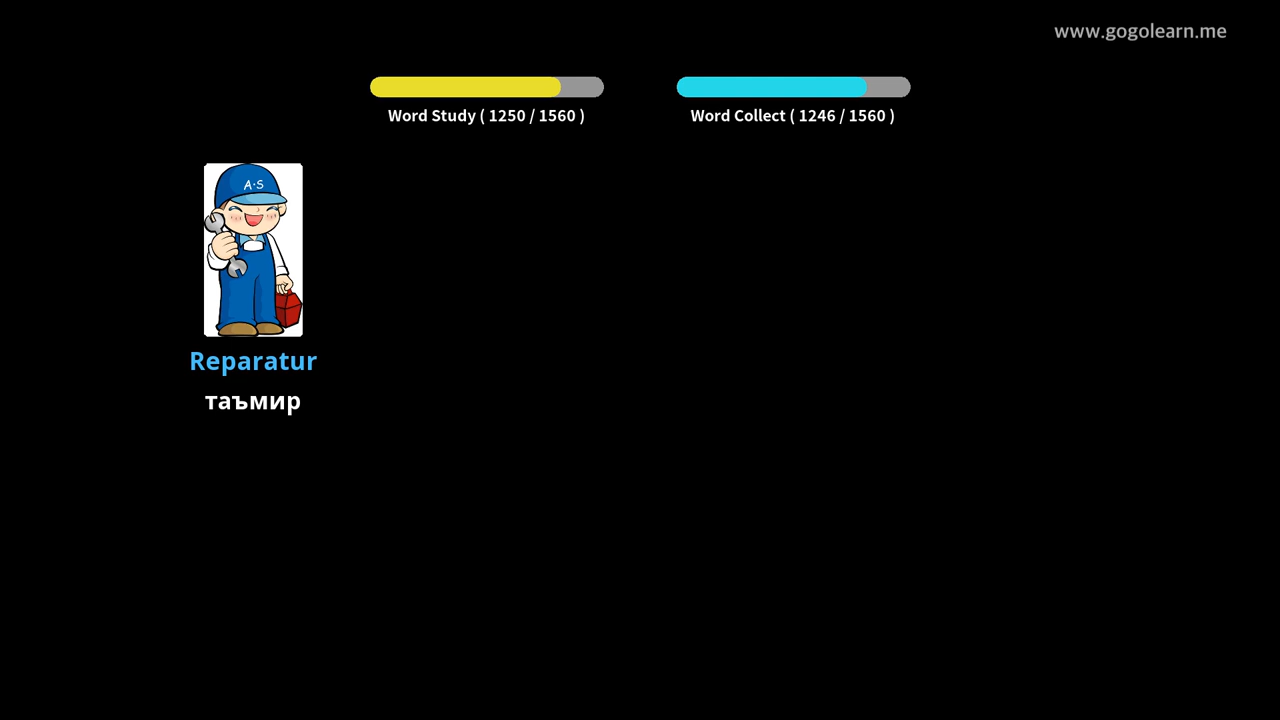 www.gogolearn.me
Word Study ( 1250 / 1560 )
Word Collect ( 1246 / 1560 )
A·S
Reparatur
таъмир